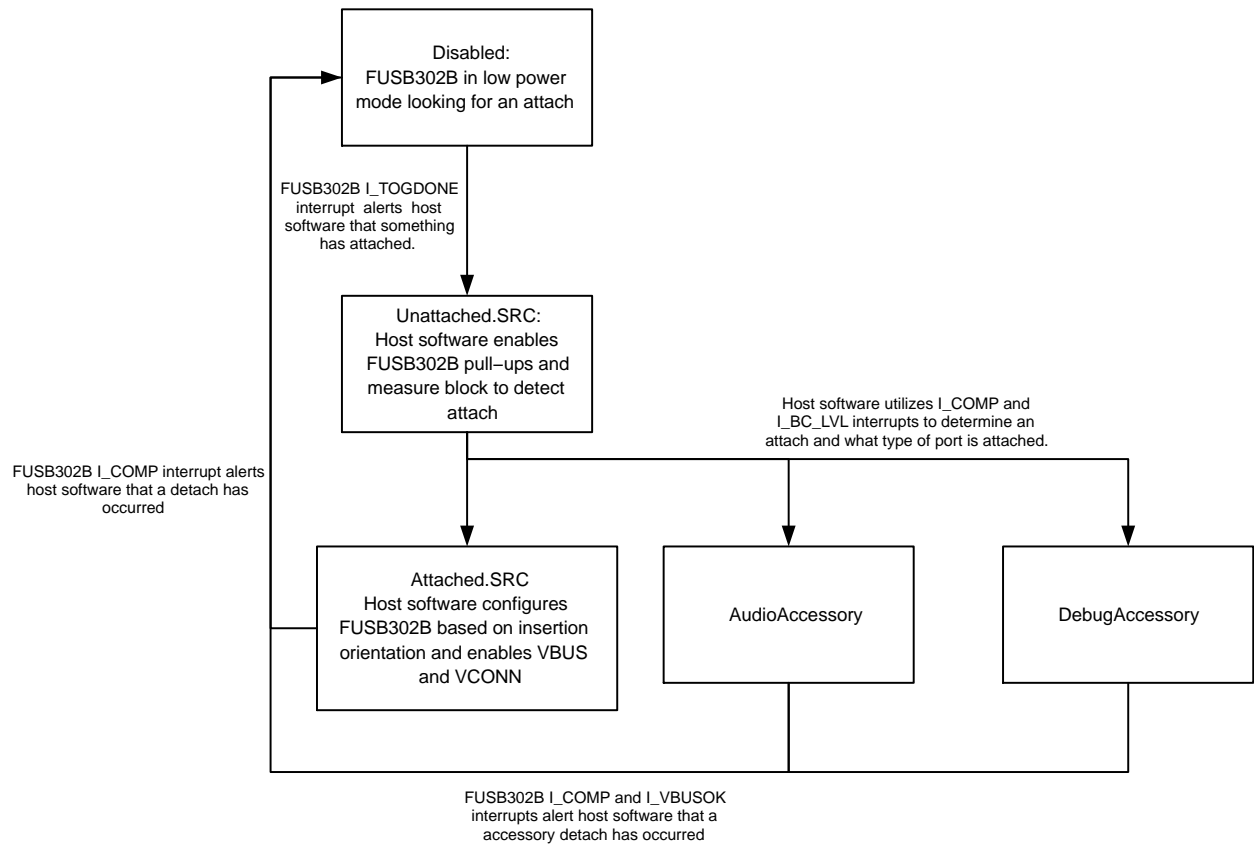 Disabled:
FUSB302B in low power
mode looking for an attach
FUSB302B I_TOGDONE
interrupt alerts host
software that something
has attached.
Unattached.SRC:
Host software enables
FUSB302B pull−ups and
measure block to detect
attach
Host software utilizes I_COMP and
I_BC_LVL interrupts to determine an
attach and what type of port is attached.
FUSB302B I_COMP interrupt alerts
host software that a detach has
occurred
Attached.SRC
Host software configures
FUSB302B based on insertion
orientation and enables VBUS
and VCONN
AudioAccessory
DebugAccessory
FUSB302B I_COMP and I_VBUSOK
interrupts alert host software that a
accessory detach has occurred